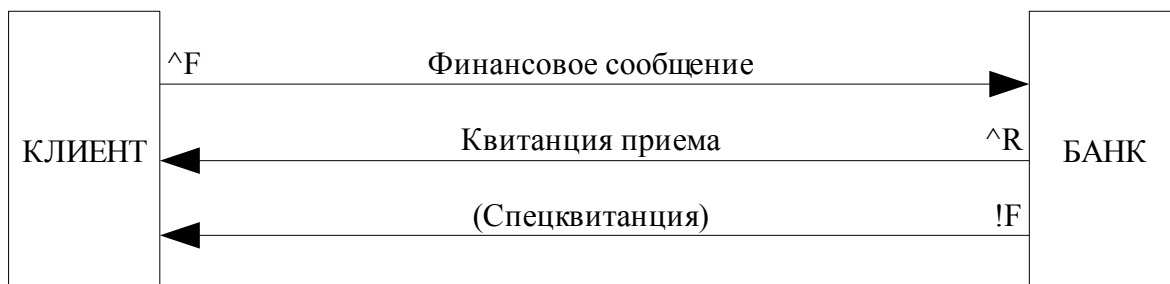 ^F Финансовое сообщение
КЛИЕНТ Квитанция приема ^R БАНК
(Спецквитанция) !F